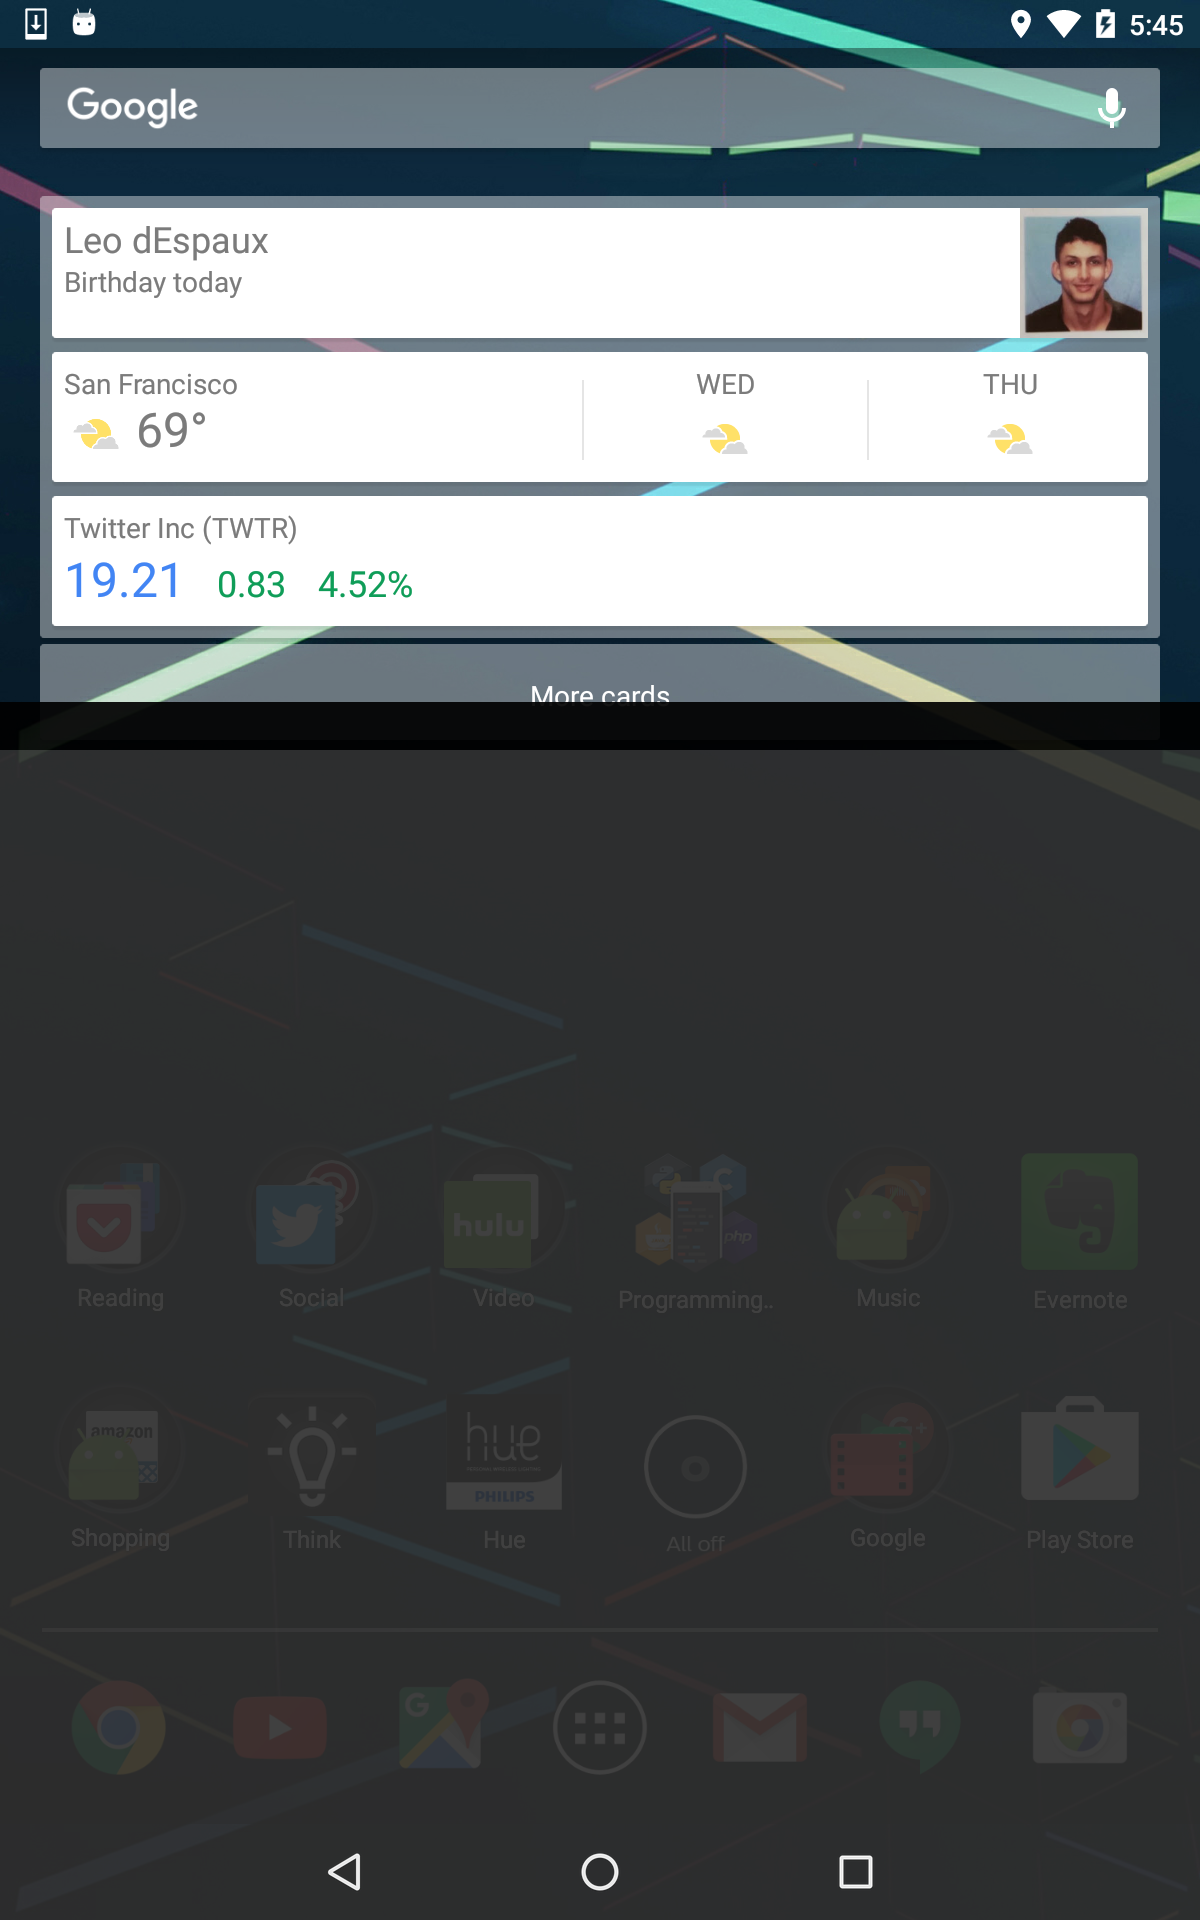 5:45
Google
Leo dEspaux
Birthday today
San Francisco
69°
WED
THU
Twitter Inc (TWTR)
19.21 0.83 4.52%
More cards
hulu
C
php
Reading
Social
Video
Programming..
Music
Evernote
amazon
hue
G+
PHILIPS
Shopping
Think
Hue
All off
Google
Play Store
G